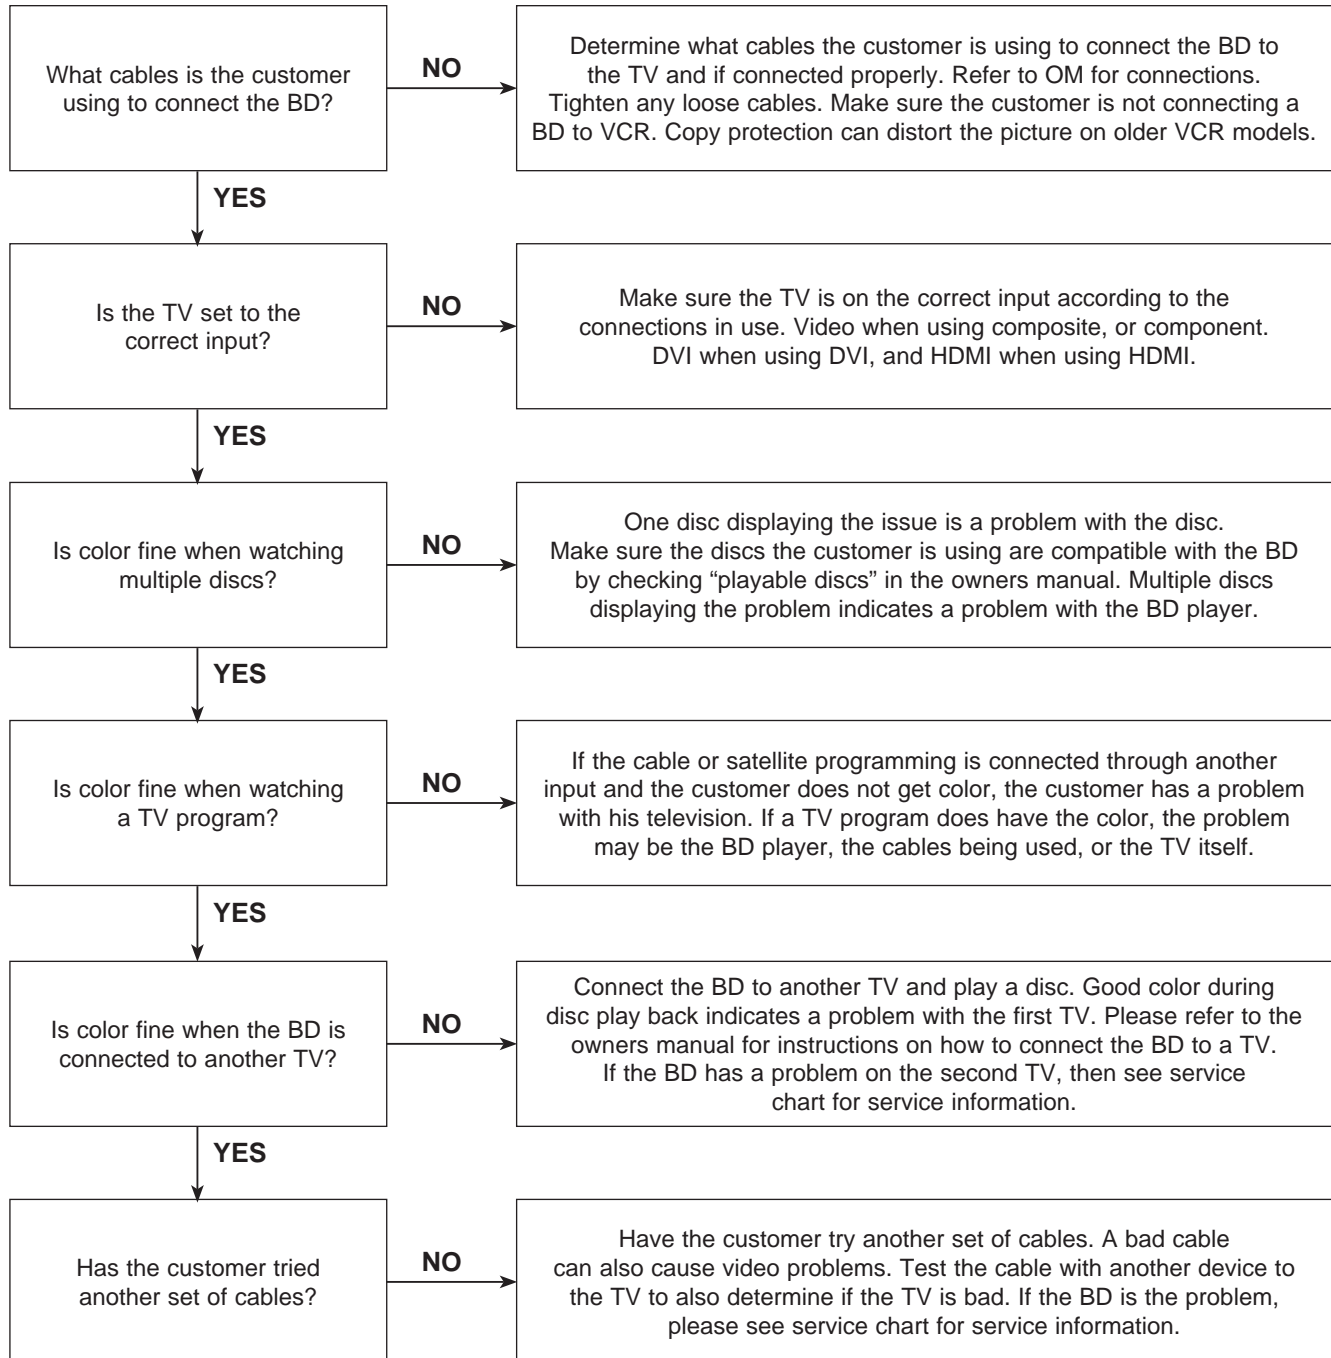 What cables is the customer
using to connect the BD?
NO
Determine what cables the customer is using to connect the BD to
the TV and if connected properly. Refer to OM for connections.
Tighten any loose cables. Make sure the customer is not connecting a
BD to VCR. Copy protection can distort the picture on older VCR models.
YES
Is the TV set to the
correct input?
NO
Make sure the TV is on the correct input according to the
connections in use. Video when using composite, or component.
DVI when using DVI, and HDMI when using HDMI.
YES
Is color fine when watching
multiple discs?
NO
One disc displaying the issue is a problem with the disc.
Make sure the discs the customer is using are compatible with the BD
by checking “playable discs” in the owners manual. Multiple discs
displaying the problem indicates a problem with the BD player.
YES
Is color fine when watching
a TV program?
NO
If the cable or satellite programming is connected through another
input and the customer does not get color, the customer has a problem
with his television. If a TV program does have the color, the problem
may be the BD player, the cables being used, or the TV itself.
YES
Is color fine when the BD is
connected to another TV?
NO
Connect the BD to another TV and play a disc. Good color during
disc play back indicates a problem with the first TV. Please refer to the
owners manual for instructions on how to connect the BD to a TV.
If the BD has a problem on the second TV, then see service
chart for service information.
YES
Has the customer tried
another set of cables?
NO
Have the customer try another set of cables. A bad cable
can also cause video problems. Test the cable with another device to
the TV to also determine if the TV is bad. If the BD is the problem,
please see service chart for service information.